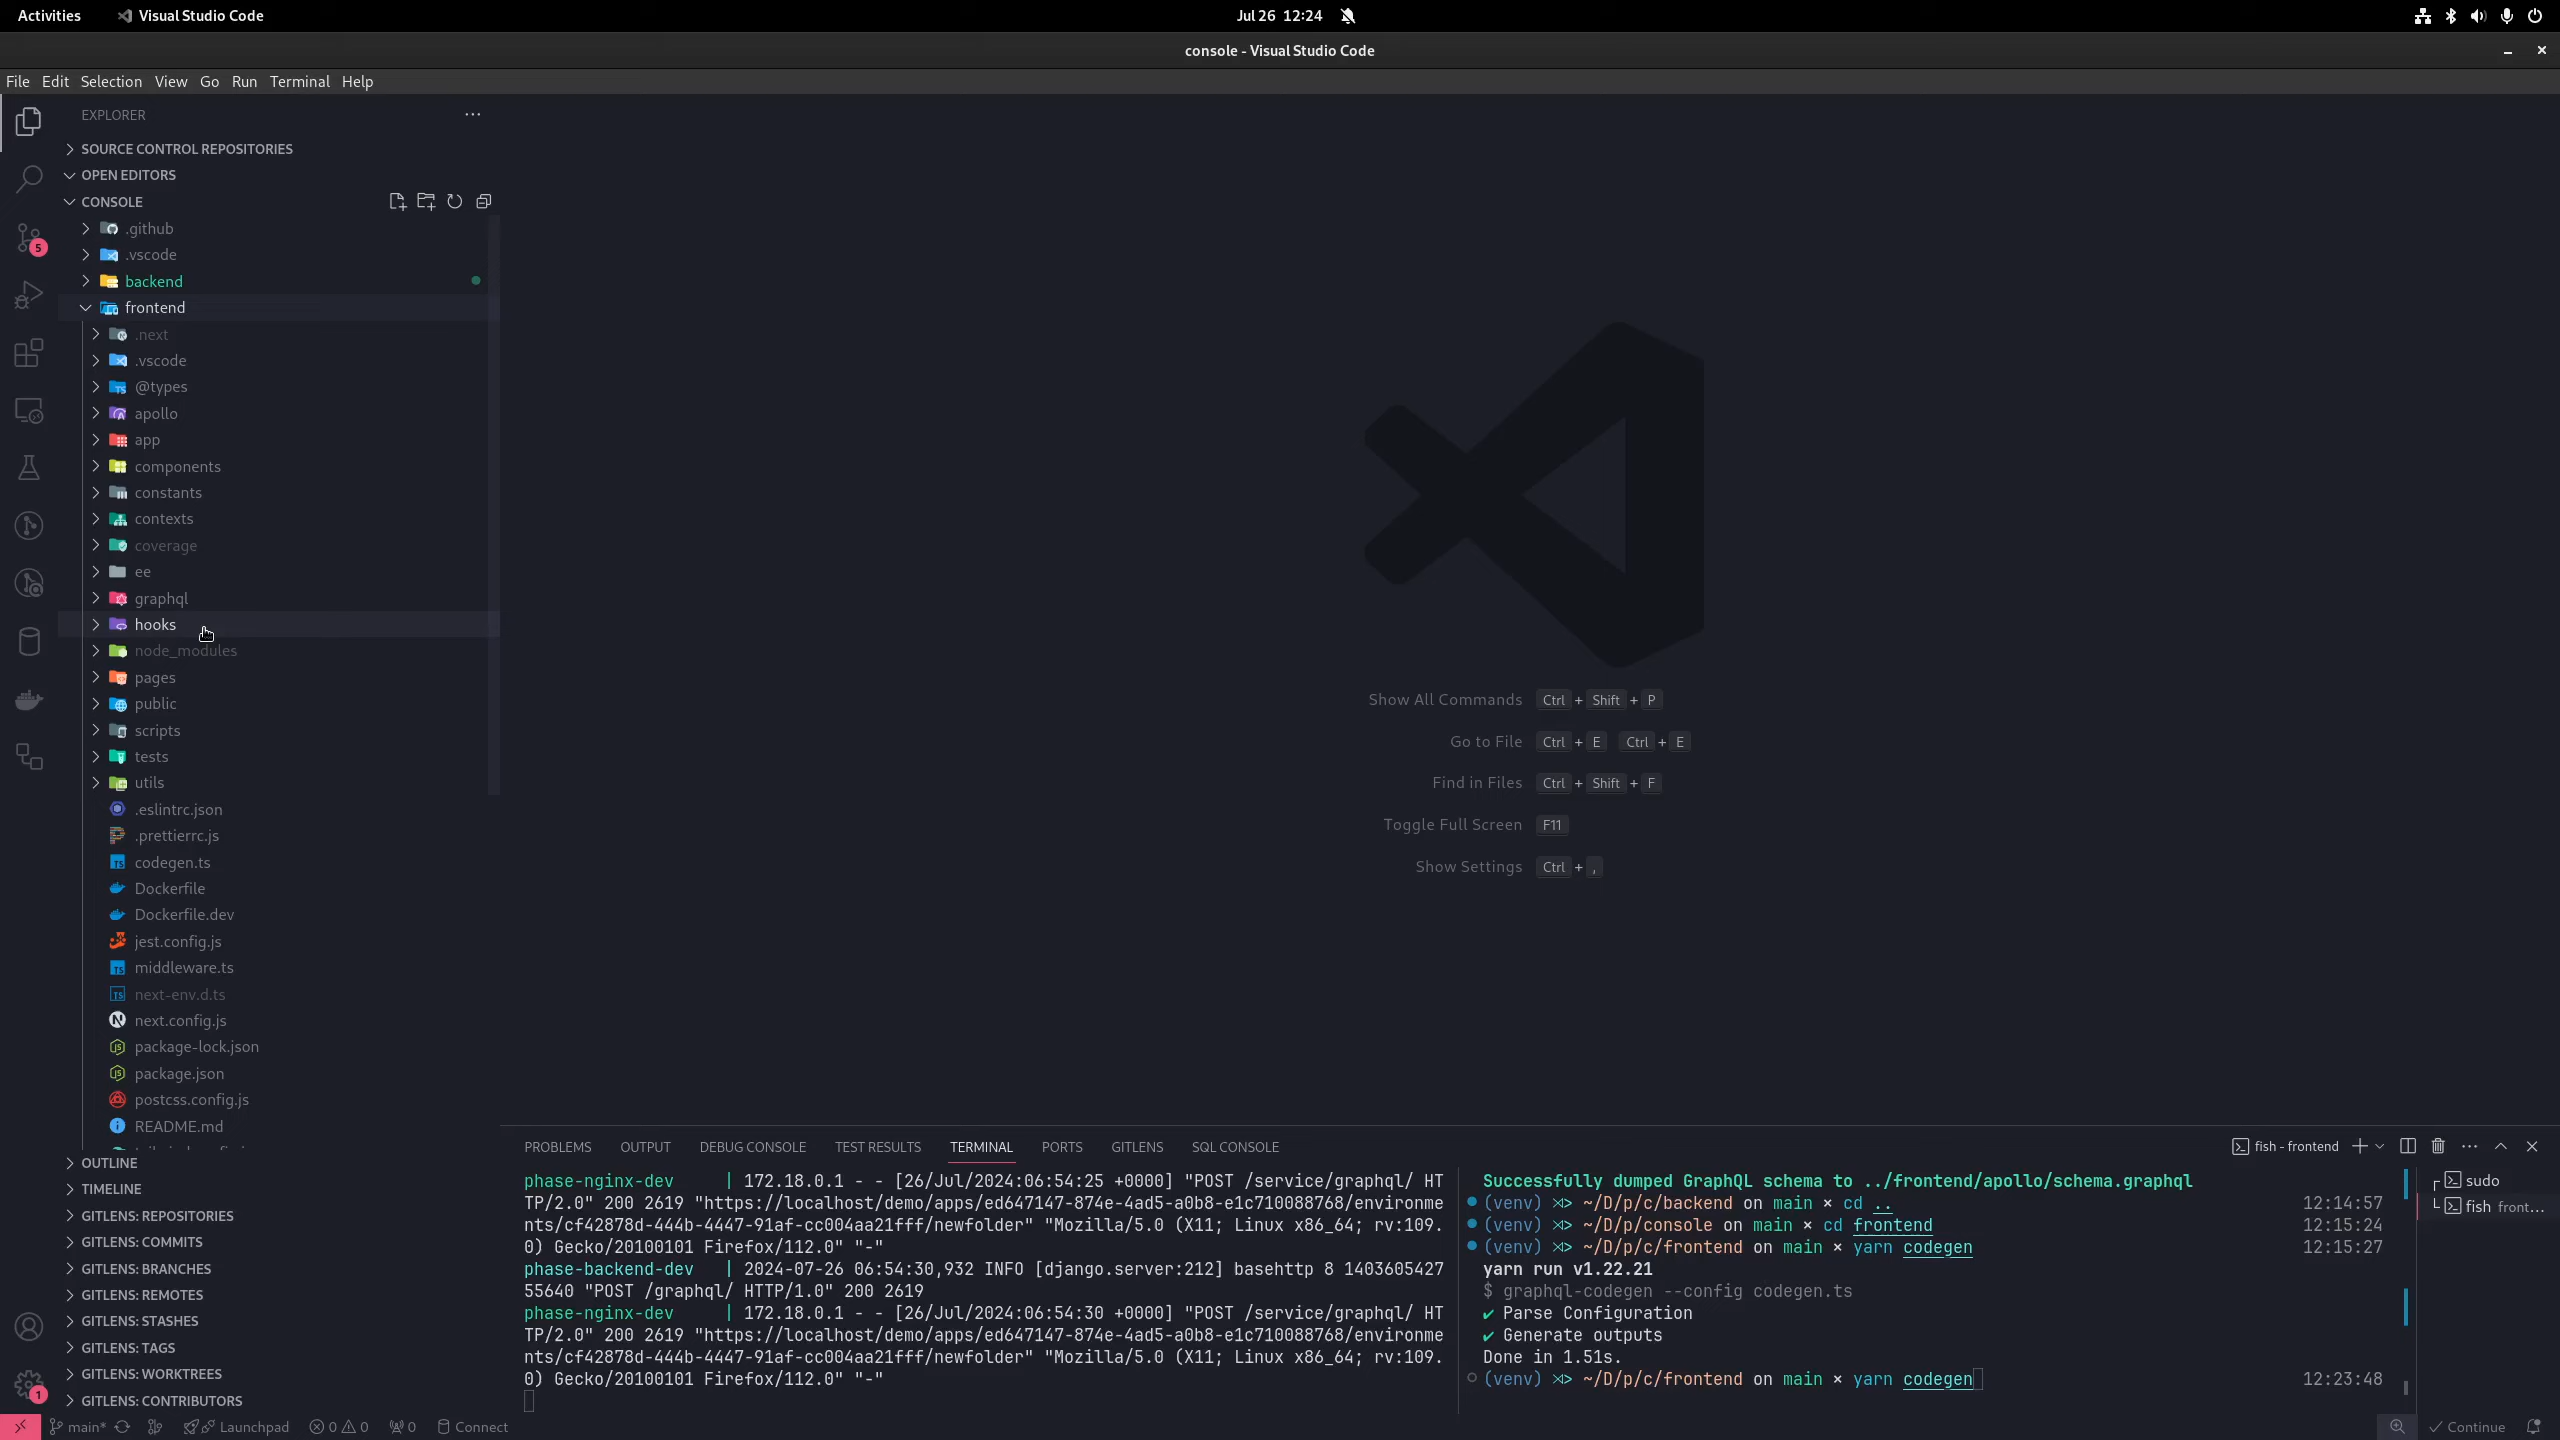 Activities
Visual Studio Code
Jul 26 12:24
console - Visual Studio Code
File Edit Selection View Go Run Terminal Help
EXPLORER
SOURCE CONTROL REPOSITORIES
OPEN EDITORS
CONSOLE
.github
.vscode
5
backend
frontend
.next
.vscode
@types
apollo
app
components
constants
contexts
coverage
ee
graphql
hooks
node_modules
pages
public
scripts
tests
utils
.eslintrc.json
.prettierrc.js
codegen.ts
Dockerfile
Dockerfile.dev
jest.config.js
middleware.ts
next-env.d.ts
next.config.js
package-lock.json
package.json
postcss.config.js
README.md
OUTLINE
TIMELINE
GITLENS: REPOSITORIES
GITLENS: COMMITS
GITLENS: BRANCHES
GITLENS: REMOTES
GITLENS: STASHES
GITLENS: TAGS
GITLENS: WORKTREES
1
GITLENS: CONTRIBUTORS
Show All Commands Ctrl + Shift + P
Go to File Ctrl + E Ctrl + E
Find in Files Ctrl + Shift + F
Toggle Full Screen F11
Show Settings Ctrl + ,
PROBLEMS OUTPUT DEBUG CONSOLE TEST RESULTS TERMINAL PORTS GITLENS SQL CONSOLE
fish - frontend
phase-nginx-dev | 172.18.0.1 - - [26/Jul/2024:06:54:25 +0000] "POST /service/graphql/ HT
TP/2.0" 200 2619 "https://localhost/demo/apps/ed647147-874e-4ad5-a0b8-e1c710088768/environme
nts/cf42878d-444b-4447-91af-cc004aa21fff/newfolder" "Mozilla/5.0 (X11; Linux x86_64; rv:109.
0) Gecko/20100101 Firefox/112.0" "-"
phase-backend-dev | 2024-07-26 06:54:30,932 INFO [django.server:212] basehttp 8 1403605427
55640 "POST /graphql/ HTTP/1.0" 200 2619
phase-nginx-dev | 172.18.0.1 - - [26/Jul/2024:06:54:30 +0000] "POST /service/graphql/ HT
TP/2.0" 200 2619 "https://localhost/demo/apps/ed647147-874e-4ad5-a0b8-e1c710088768/environme
nts/cf42878d-444b-4447-91af-cc004aa21fff/newfolder" "Mozilla/5.0 (X11; Linux x86_64; rv:109.
0) Gecko/20100101 Firefox/112.0" "-"
Successfully dumped GraphQL schema to ../frontend/apollo/schema.graphql
(venv) ⋊> ~/D/p/c/backend on main × cd .. 12:14:57
(venv) ⋊> ~/D/p/console on main × cd frontend 12:15:24
(venv) ⋊> ~/D/p/c/frontend on main × yarn codegen 12:15:27
yarn run v1.22.21
$ graphql-codegen --config codegen.ts
✔ Parse Configuration
✔ Generate outputs
Done in 1.51s.
(venv) ⋊> ~/D/p/c/frontend on main × yarn codegen 12:23:48
sudo
fish front...
main* Launchpad 0 0 0 Connect
Continue